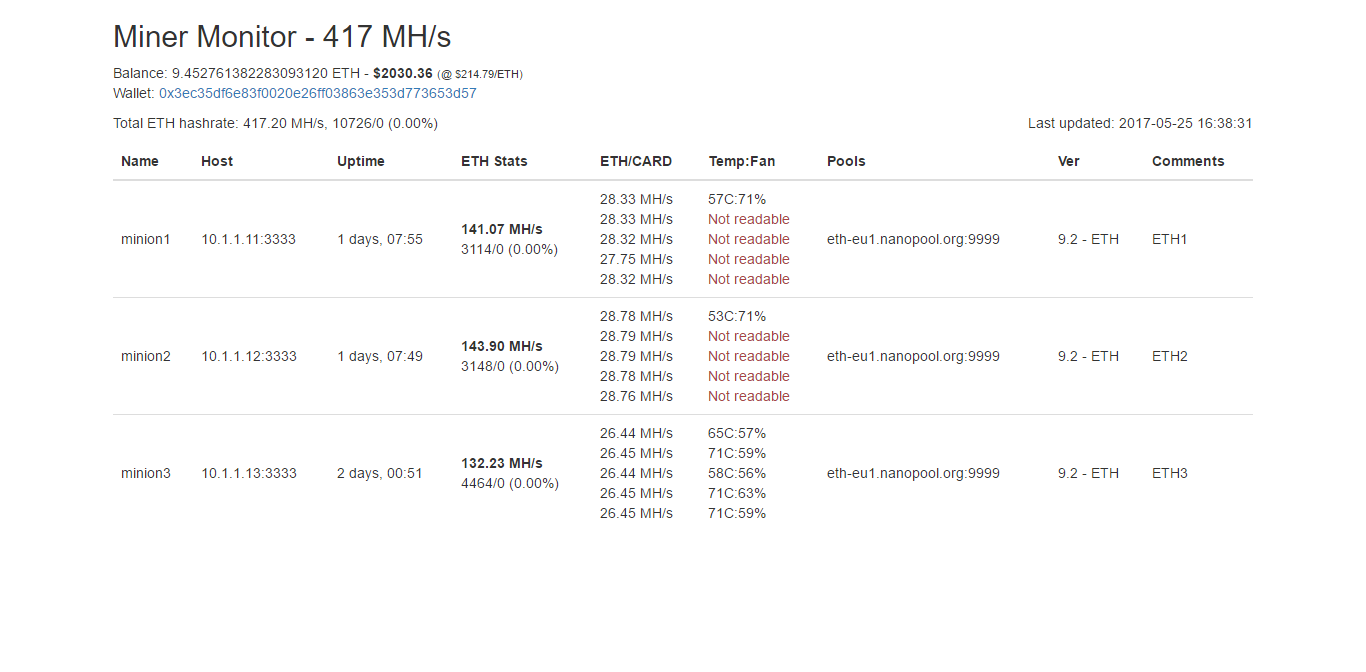 Miner Monitor - 417 MH/s
Balance: 9.452761382283093120 ETH - $2030.36 (@ $214.79/ETH)
Wallet: 0x3ec35df6e83f0020e26ff03863e353d773653d57
Total ETH hashrate: 417.20 MH/s, 10726/0 (0.00%) Last updated: 2017-05-25 16:38:31
Name Host Uptime ETH Stats ETH/CARD Temp:Fan Pools Ver Comments
28.33 MH/s 57C:71%
28.33 MH/s Not readable
141.07 MH/s
minion1 10.1.1.11:3333 1 days, 07:55 28.32 MH/s Not readable eth-eu1.nanopool.org:9999 9.2 - ETH ETH1
3114/0 (0.00%)
27.75 MH/s Not readable
28.32 MH/s Not readable
28.78 MH/s 53C:71%
28.79 MH/s Not readable
143.90 MH/s
minion2 10.1.1.12:3333 1 days, 07:49 28.79 MH/s Not readable eth-eu1.nanopool.org:9999 9.2 - ETH ETH2
3148/0 (0.00%)
28.78 MH/s Not readable
28.76 MH/s Not readable
26.44 MH/s 65C:57%
26.45 MH/s 71C:59%
132.23 MH/s
minion3 10.1.1.13:3333 2 days, 00:51 26.44 MH/s 58C:56% eth-eu1.nanopool.org:9999 9.2 - ETH ETH3
4464/0 (0.00%)
26.45 MH/s 71C:63%
26.45 MH/s 71C:59%